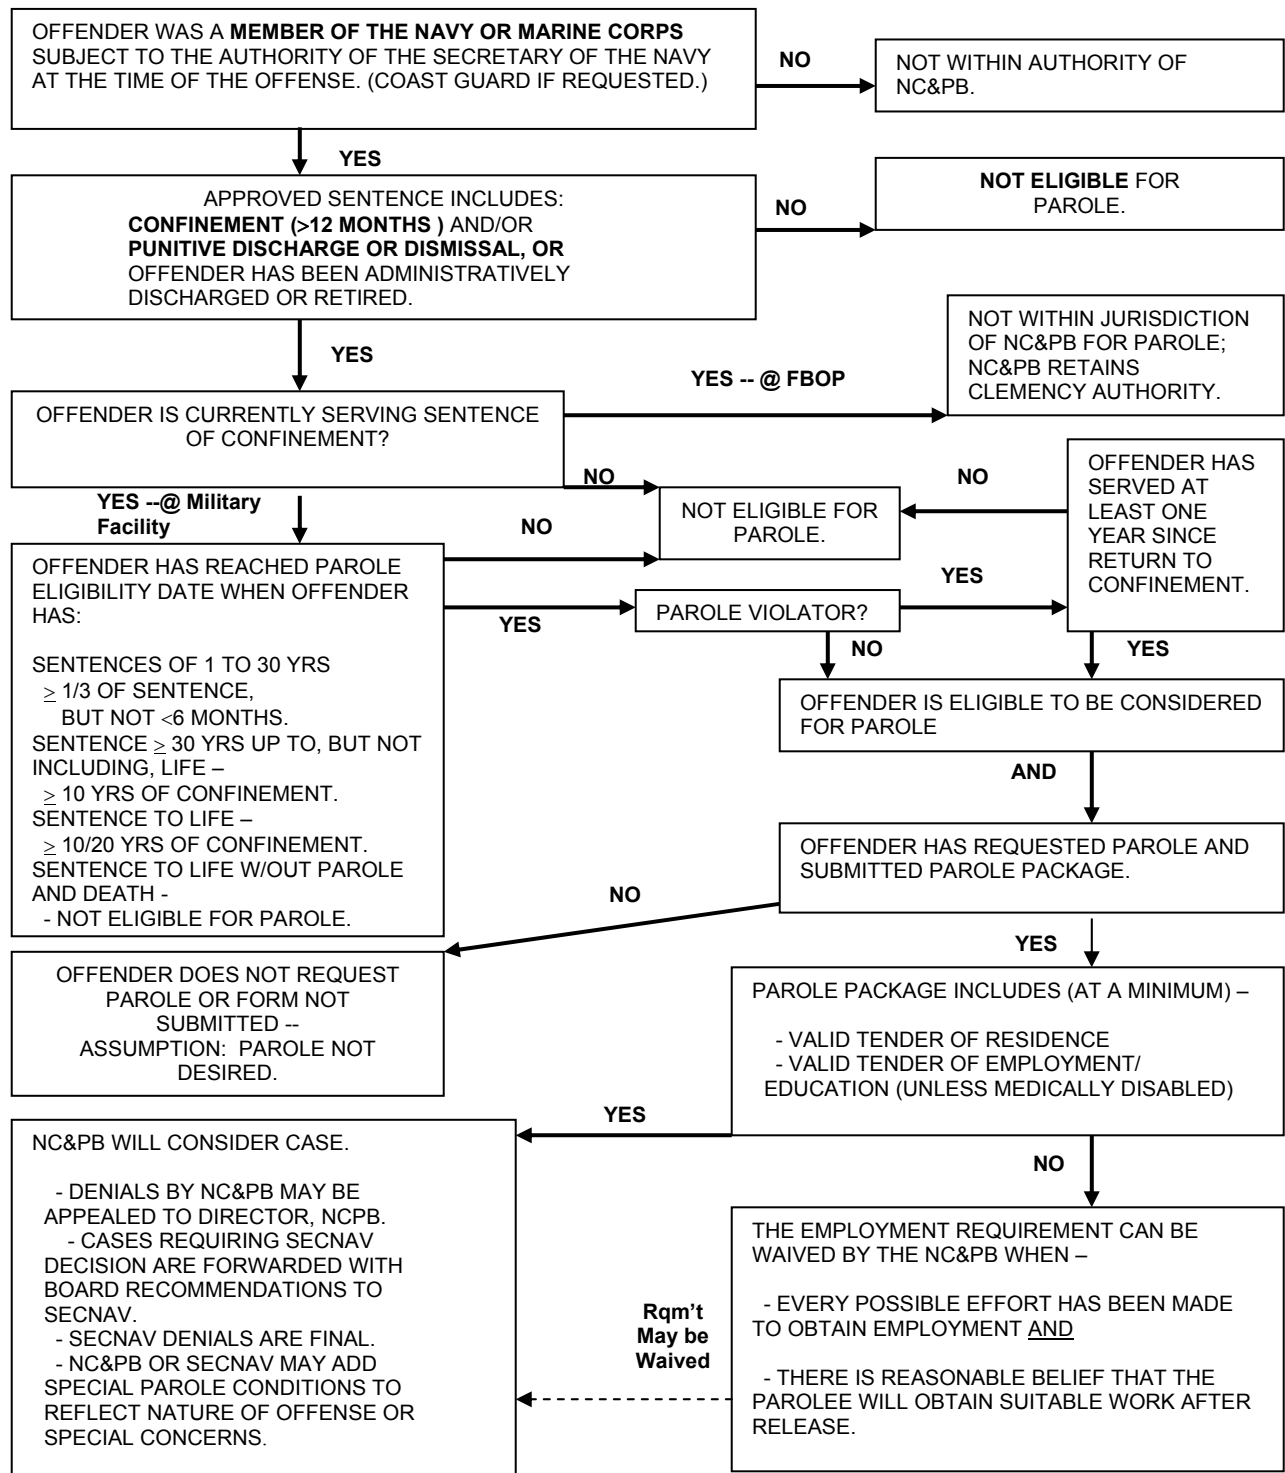 OFFENDER WAS A MEMBER OF THE NAVY OR MARINE CORPS
SUBJECT TO THE AUTHORITY OF THE SECRETARY OF THE NAVY
AT THE TIME OF THE OFFENSE. (COAST GUARD IF REQUESTED.)
NO
NOT WITHIN AUTHORITY OF
NC&PB.
YES
APPROVED SENTENCE INCLUDES:
CONFINEMENT (>12 MONTHS ) AND/OR
PUNITIVE DISCHARGE OR DISMISSAL, OR
OFFENDER HAS BEEN ADMINISTRATIVELY
DISCHARGED OR RETIRED.
NO
NOT ELIGIBLE FOR
PAROLE.
YES
OFFENDER IS CURRENTLY SERVING SENTENCE
OF CONFINEMENT?
YES -- @ FBOP
NOT WITHIN JURISDICTION
OF NC&PB FOR PAROLE;
NC&PB RETAINS
CLEMENCY AUTHORITY.
NO
NOT ELIGIBLE FOR
PAROLE.
NO
OFFENDER HAS
SERVED AT
LEAST ONE
YEAR SINCE
RETURN TO
CONFINEMENT.
YES --@ Military
Facility
NO
OFFENDER HAS REACHED PAROLE
ELIGIBILITY DATE WHEN OFFENDER
HAS:
SENTENCES OF 1 TO 30 YRS
≥ 1/3 OF SENTENCE,
BUT NOT <6 MONTHS.
SENTENCE ≥ 30 YRS UP TO, BUT NOT
INCLUDING, LIFE –
≥ 10 YRS OF CONFINEMENT.
SENTENCE TO LIFE –
≥ 10/20 YRS OF CONFINEMENT.
SENTENCE TO LIFE W/OUT PAROLE
AND DEATH -
- NOT ELIGIBLE FOR PAROLE.
YES
PAROLE VIOLATOR?
YES
NO
YES
OFFENDER IS ELIGIBLE TO BE CONSIDERED
FOR PAROLE
AND
OFFENDER HAS REQUESTED PAROLE AND
SUBMITTED PAROLE PACKAGE.
NO
OFFENDER DOES NOT REQUEST
PAROLE OR FORM NOT
SUBMITTED --
ASSUMPTION: PAROLE NOT
DESIRED.
YES
PAROLE PACKAGE INCLUDES (AT A MINIMUM) –
- VALID TENDER OF RESIDENCE
- VALID TENDER OF EMPLOYMENT/
EDUCATION (UNLESS MEDICALLY DISABLED)
YES
NC&PB WILL CONSIDER CASE.
- DENIALS BY NC&PB MAY BE
APPEALED TO DIRECTOR, NCPB.
- CASES REQUIRING SECNAV
DECISION ARE FORWARDED WITH
BOARD RECOMMENDATIONS TO
SECNAV.
- SECNAV DENIALS ARE FINAL.
- NC&PB OR SECNAV MAY ADD
SPECIAL PAROLE CONDITIONS TO
REFLECT NATURE OF OFFENSE OR
SPECIAL CONCERNS.
NO
THE EMPLOYMENT REQUIREMENT CAN BE
WAIVED BY THE NC&PB WHEN –
- EVERY POSSIBLE EFFORT HAS BEEN MADE
TO OBTAIN EMPLOYMENT AND
- THERE IS REASONABLE BELIEF THAT THE
PAROLEE WILL OBTAIN SUITABLE WORK AFTER
RELEASE.
Rqm't
May be
Waived